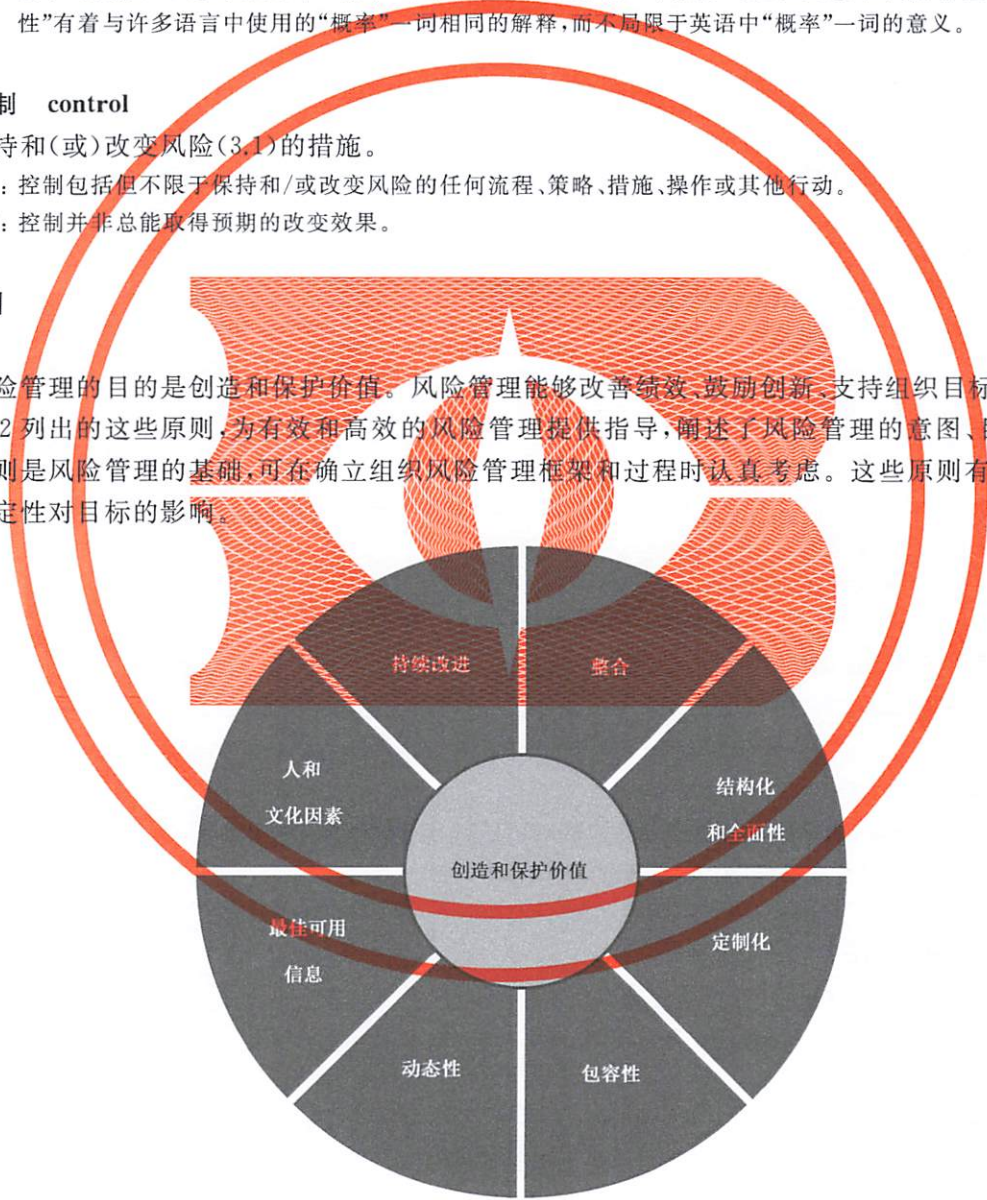 性”有着与许多语言中使用的“概率”一词相同的解释,而不局限于英语中“概率”一词的意义。
制 control
持和(或)改变风险(3.1)的措施。
:控制包括但不限于保持和/或改变风险的任何流程、策略、措施、操作或其他行动。
:控制并非总能取得预期的改变效果。
险管理的目的是创造和保护价值。风险管理能够改善绩效、鼓励创新、支持组织目标
2 列出的这些原则,为有效和高效的风险管理提供指导,阐述了风险管理的意图、
则是风险管理的基础,可在确立组织风险管理框架和过程时认真考虑。这些原则有
定性对目标的影响。
持续改进
整合
人和
文化因素
结构化
和全面性
创造和保护价值
最佳可用
信息
定制化
动态性
包容性